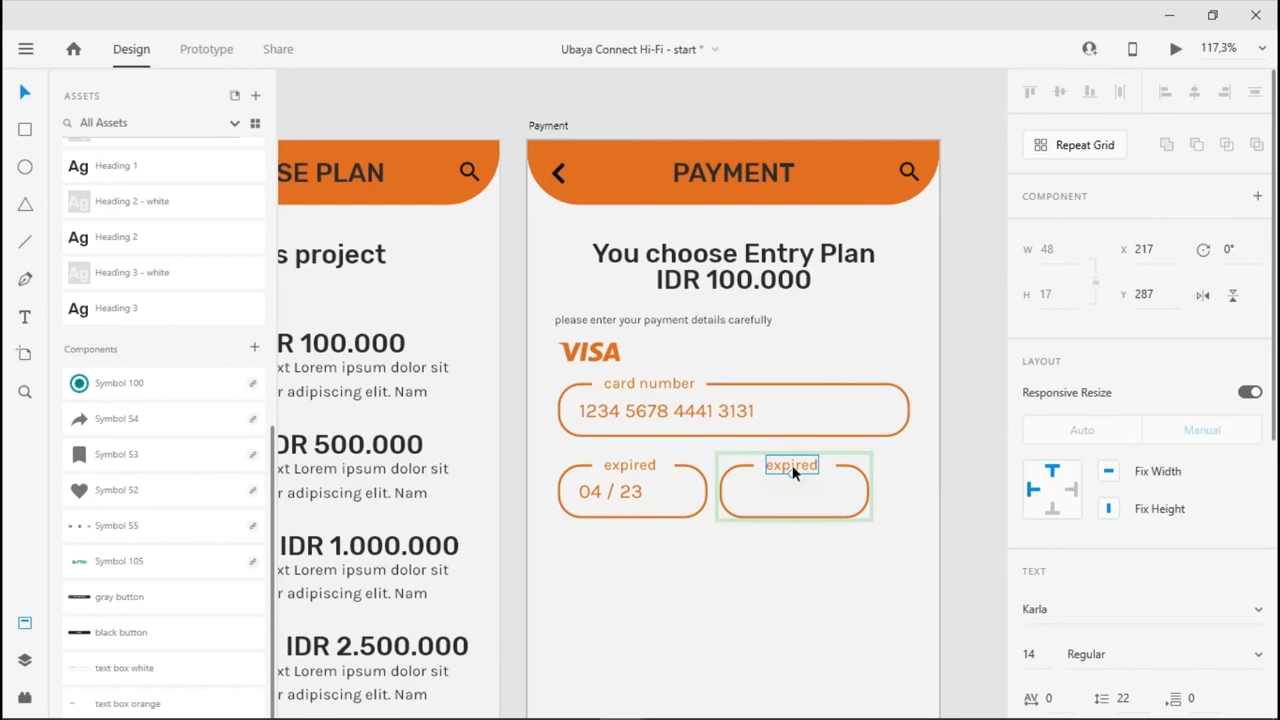 Design
Prototype
Share
Ubaya Connect Hi-Fi - start *
117,3%
ASSETS
All Assets
Ag Heading 1
Ag Heading 2 - white
Ag Heading 2
Ag Heading 3 - white
Ag Heading 3
Components
Symbol 100
Symbol 54
Symbol 53
Symbol 52
Symbol 55
Symbol 105
gray button
black button
text box white
text box orange
SE PLAN
s project
R 100.000
xt Lorem ipsum dolor sit
r adipiscing elit. Nam
DR 500.000
xt Lorem ipsum dolor sit
r adipiscing elit. Nam
IDR 1.000.000
xt Lorem ipsum dolor sit
r adipiscing elit. Nam
IDR 2.500.000
xt Lorem ipsum dolor sit
r adipiscing elit. Nam
Payment
PAYMENT
You choose Entry Plan
IDR 100.000
please enter your payment details carefully
VISA
card number
1234 5678 4441 3131
expired
04 / 23
expired
Repeat Grid
COMPONENT
W 48 X 217 0°
H 17 Y 287
LAYOUT
Responsive Resize
Auto Manual
Fix Width
Fix Height
TEXT
Karla
14 Regular
AV 0 22 0